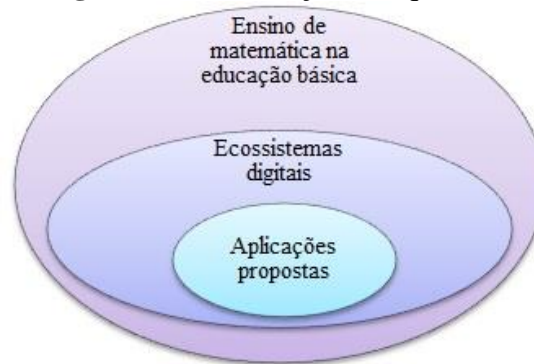 Ensino de
matemática na
educação básica
Ecossistemas
digitais
Aplicações
propostas